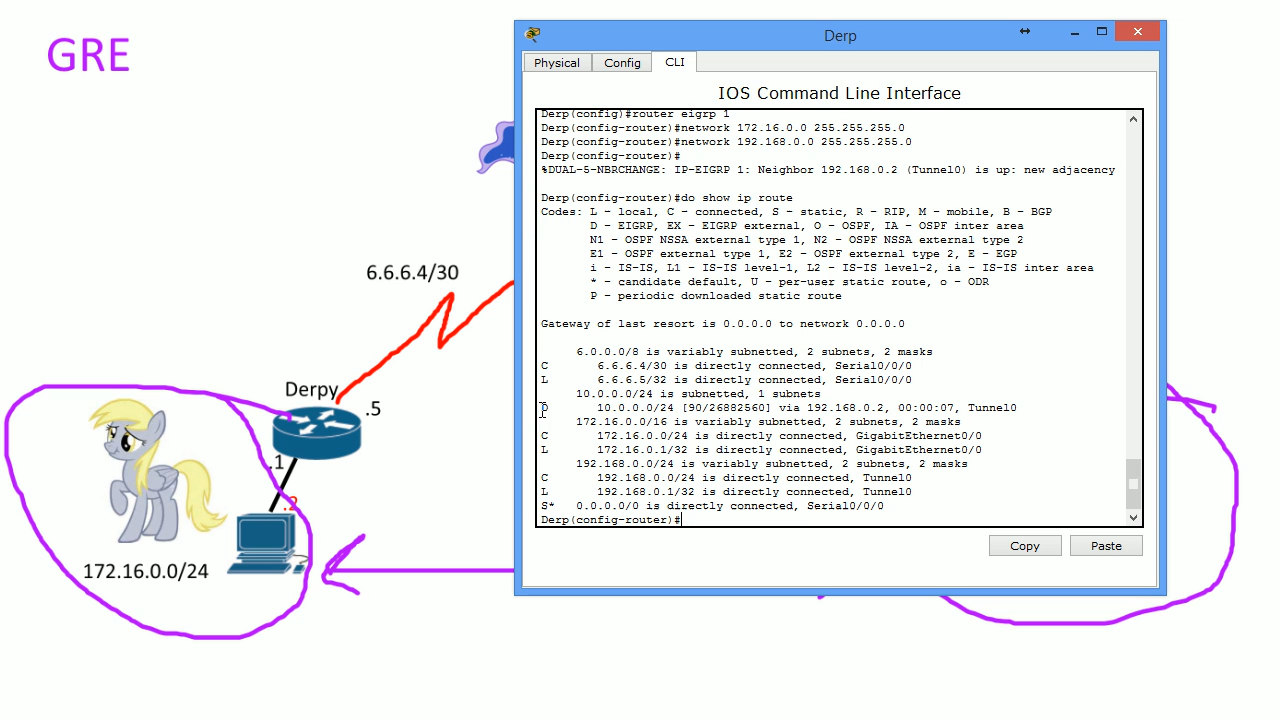 GRE
Derp
Physical
Config
CLI
IOS Command Line Interface
Derp(config)#router eigrp 1
Derp(config-router)#network 172.16.0.0 255.255.255.0
Derp(config-router)#network 192.168.0.0 255.255.255.0
Derp(config-router)#
%DUAL-5-NBRCHANGE: IP-EIGRP 1: Neighbor 192.168.0.2 (Tunnel0) is up: new adjacency
Derp(config-router)#do show ip route
Codes: L - local, C - connected, S - static, R - RIP, M - mobile, B - BGP
D - EIGRP, EX - EIGRP external, O - OSPF, IA - OSPF inter area
N1 - OSPF NSSA external type 1, N2 - OSPF NSSA external type 2
E1 - OSPF external type 1, E2 - OSPF external type 2, E - EGP
i - IS-IS, L1 - IS-IS level-1, L2 - IS-IS level-2, ia - IS-IS inter area
* - candidate default, U - per-user static route, o - ODR
P - periodic downloaded static route
Gateway of last resort is 0.0.0.0 to network 0.0.0.0
6.0.0.0/8 is variably subnetted, 2 subnets, 2 masks
C 6.6.6.4/30 is directly connected, Serial0/0/0
L 6.6.6.5/32 is directly connected, Serial0/0/0
10.0.0.0/24 is subnetted, 1 subnets
D 10.0.0.0/24 [90/26882560] via 192.168.0.2, 00:00:07, Tunnel0
172.16.0.0/16 is variably subnetted, 2 subnets, 2 masks
C 172.16.0.0/24 is directly connected, GigabitEthernet0/0
L 172.16.0.1/32 is directly connected, GigabitEthernet0/0
192.168.0.0/24 is variably subnetted, 2 subnets, 2 masks
C 192.168.0.0/24 is directly connected, Tunnel0
L 192.168.0.1/32 is directly connected, Tunnel0
S* 0.0.0.0/0 is directly connected, Serial0/0/0
Derp(config-router)#
Copy
Paste
6.6.6.4/30
Derpy
.5
.1
.2
172.16.0.0/24